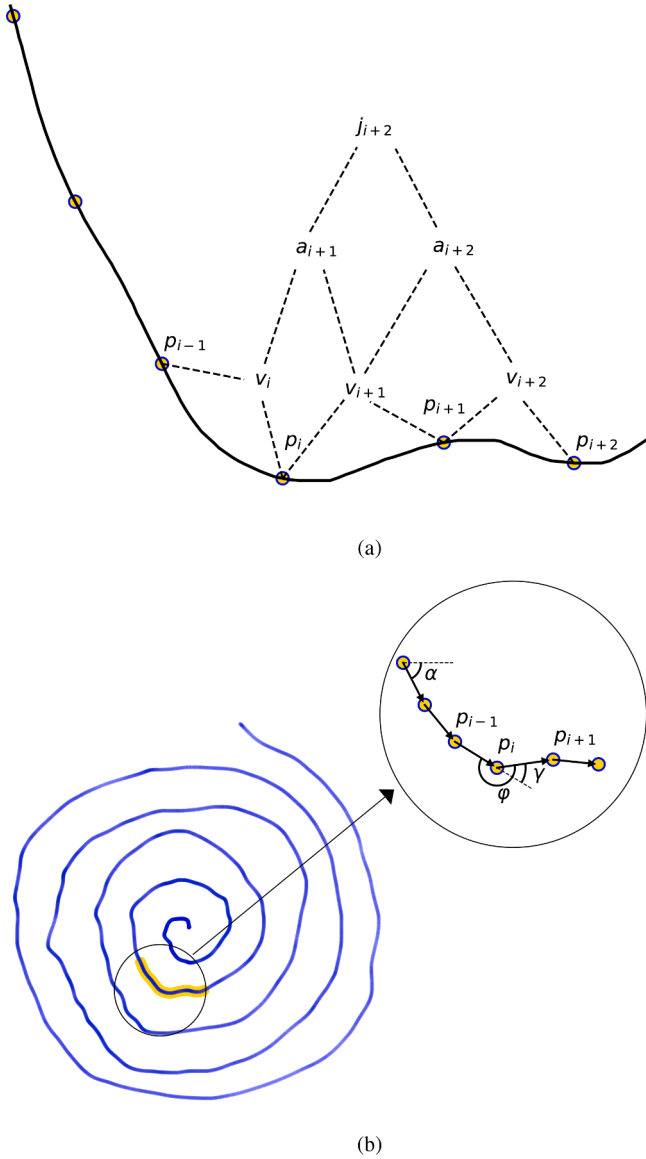 j_{i+2}
a_{i+1} a_{i+2}
p_{i−1}
v_i v_{i+1} v_{i+2}
p_i p_{i+1} p_{i+2}
(a)
α
p_{i−1} p_i p_{i+1}
γ
φ
(b)